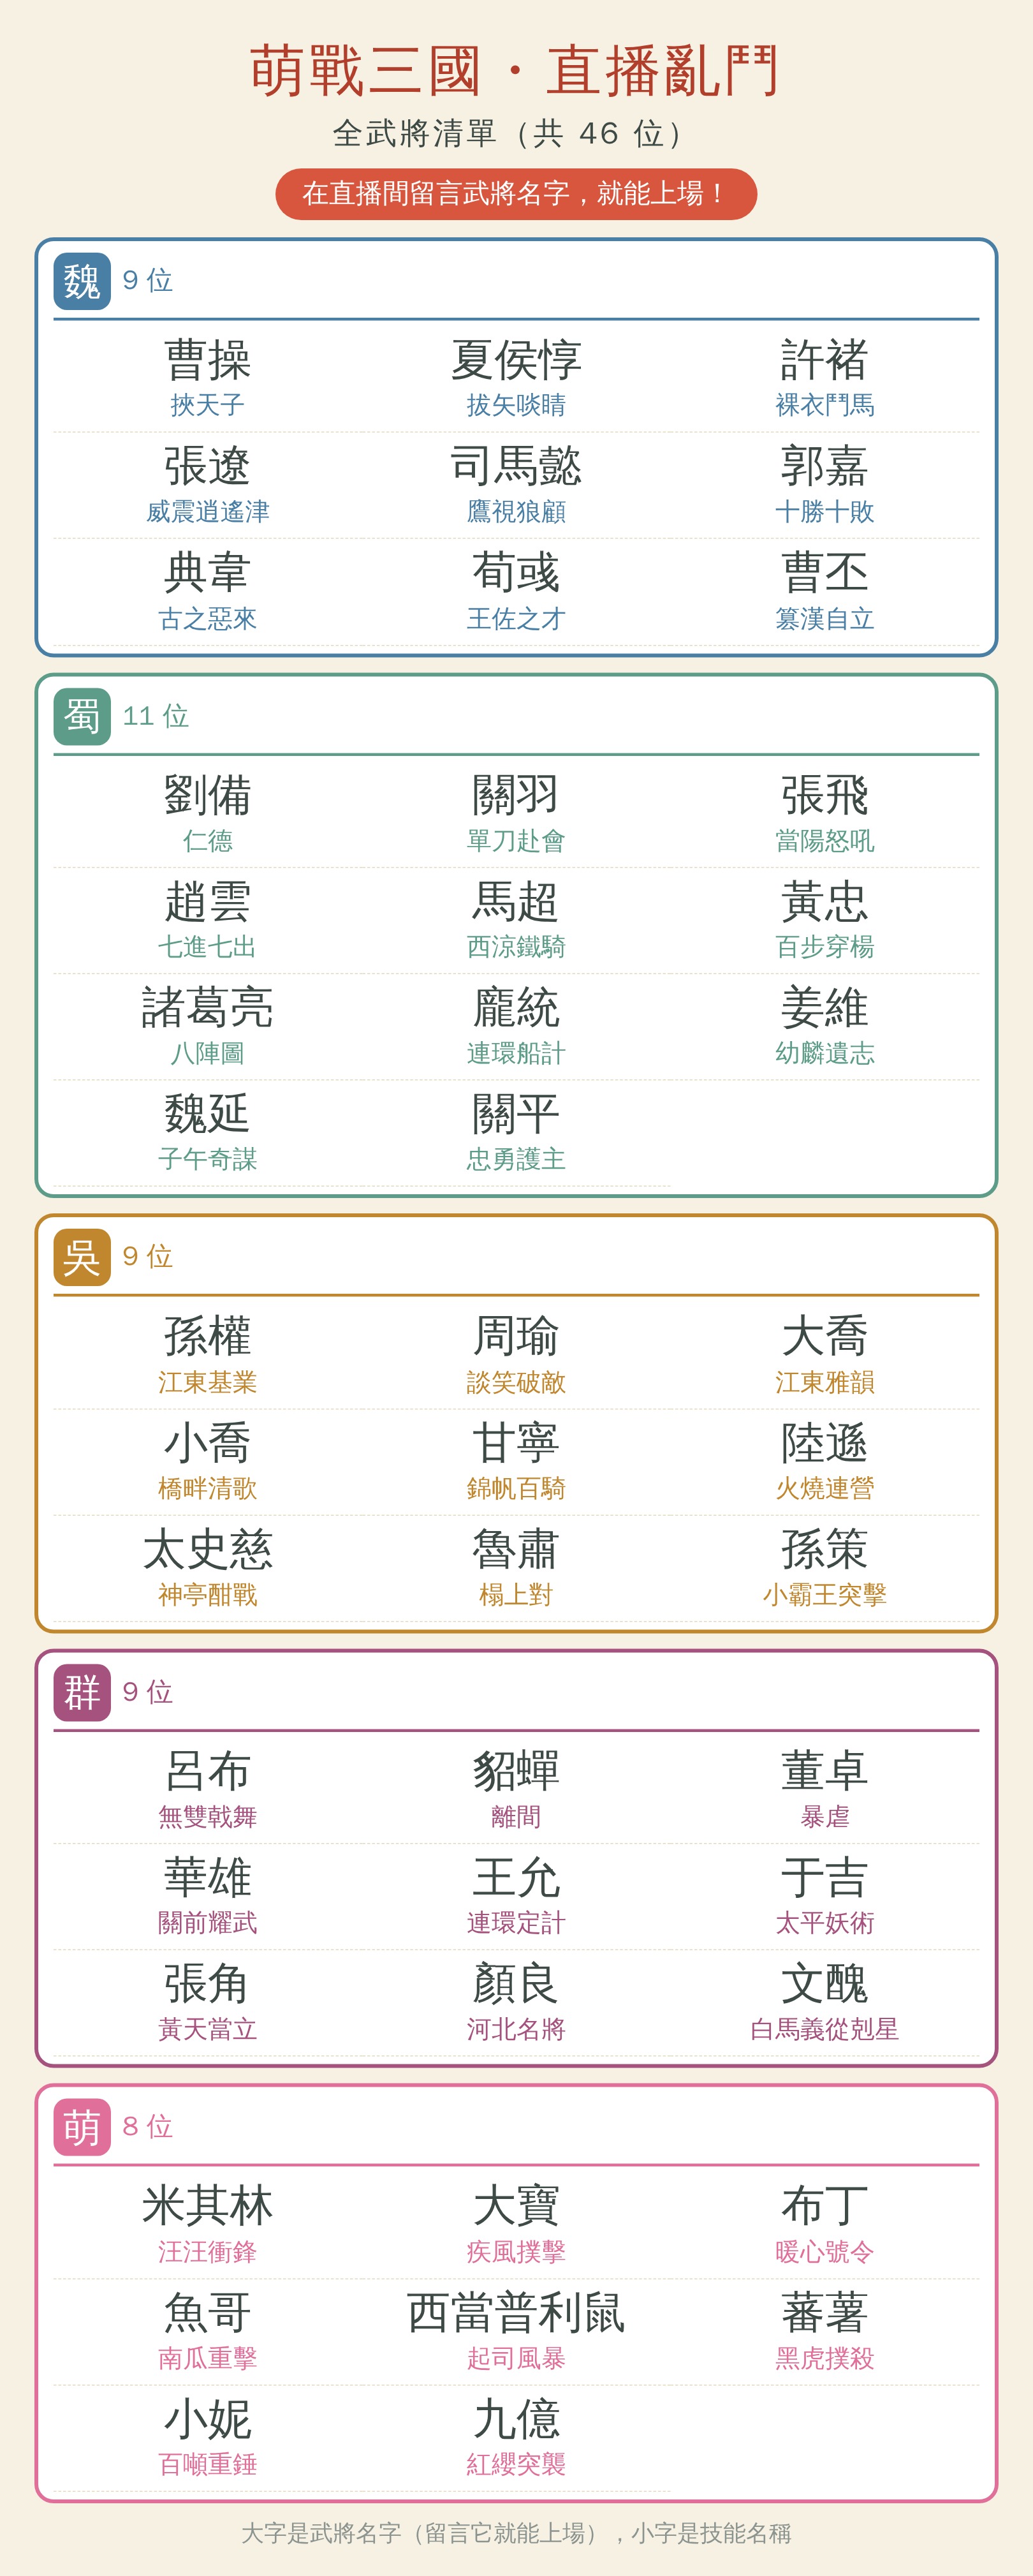 萌戰三國・直播亂鬥
全武將清單（共 46 位）
在直播間留言武將名字，就能上場！
魏 9 位
曹操 夏侯惇 許褚
挾天子 拔矢啖睛 裸衣鬥馬
張遼 司馬懿 郭嘉
威震逍遙津 鷹視狼顧 十勝十敗
典韋 荀彧 曹丕
古之惡來 王佐之才 篡漢自立
蜀 11 位
劉備 關羽 張飛
仁德 單刀赴會 當陽怒吼
趙雲 馬超 黃忠
七進七出 西涼鐵騎 百步穿楊
諸葛亮 龐統 姜維
八陣圖 連環船計 幼麟遺志
魏延 關平
子午奇謀 忠勇護主
吳 9 位
孫權 周瑜 大喬
江東基業 談笑破敵 江東雅韻
小喬 甘寧 陸遜
橋畔清歌 錦帆百騎 火燒連營
太史慈 魯肅 孫策
神亭酣戰 榻上對 小霸王突擊
群 9 位
呂布 貂蟬 董卓
無雙戟舞 離間 暴虐
華雄 王允 于吉
關前耀武 連環定計 太平妖術
張角 顏良 文醜
黃天當立 河北名將 白馬義從剋星
萌 8 位
米其林 大寶 布丁
汪汪衝鋒 疾風撲擊 暖心號令
魚哥 西當普利鼠 蕃薯
南瓜重擊 起司風暴 黑虎撲殺
小妮 九億
百噸重錘 紅纓突襲
大字是武將名字（留言它就能上場），小字是技能名稱